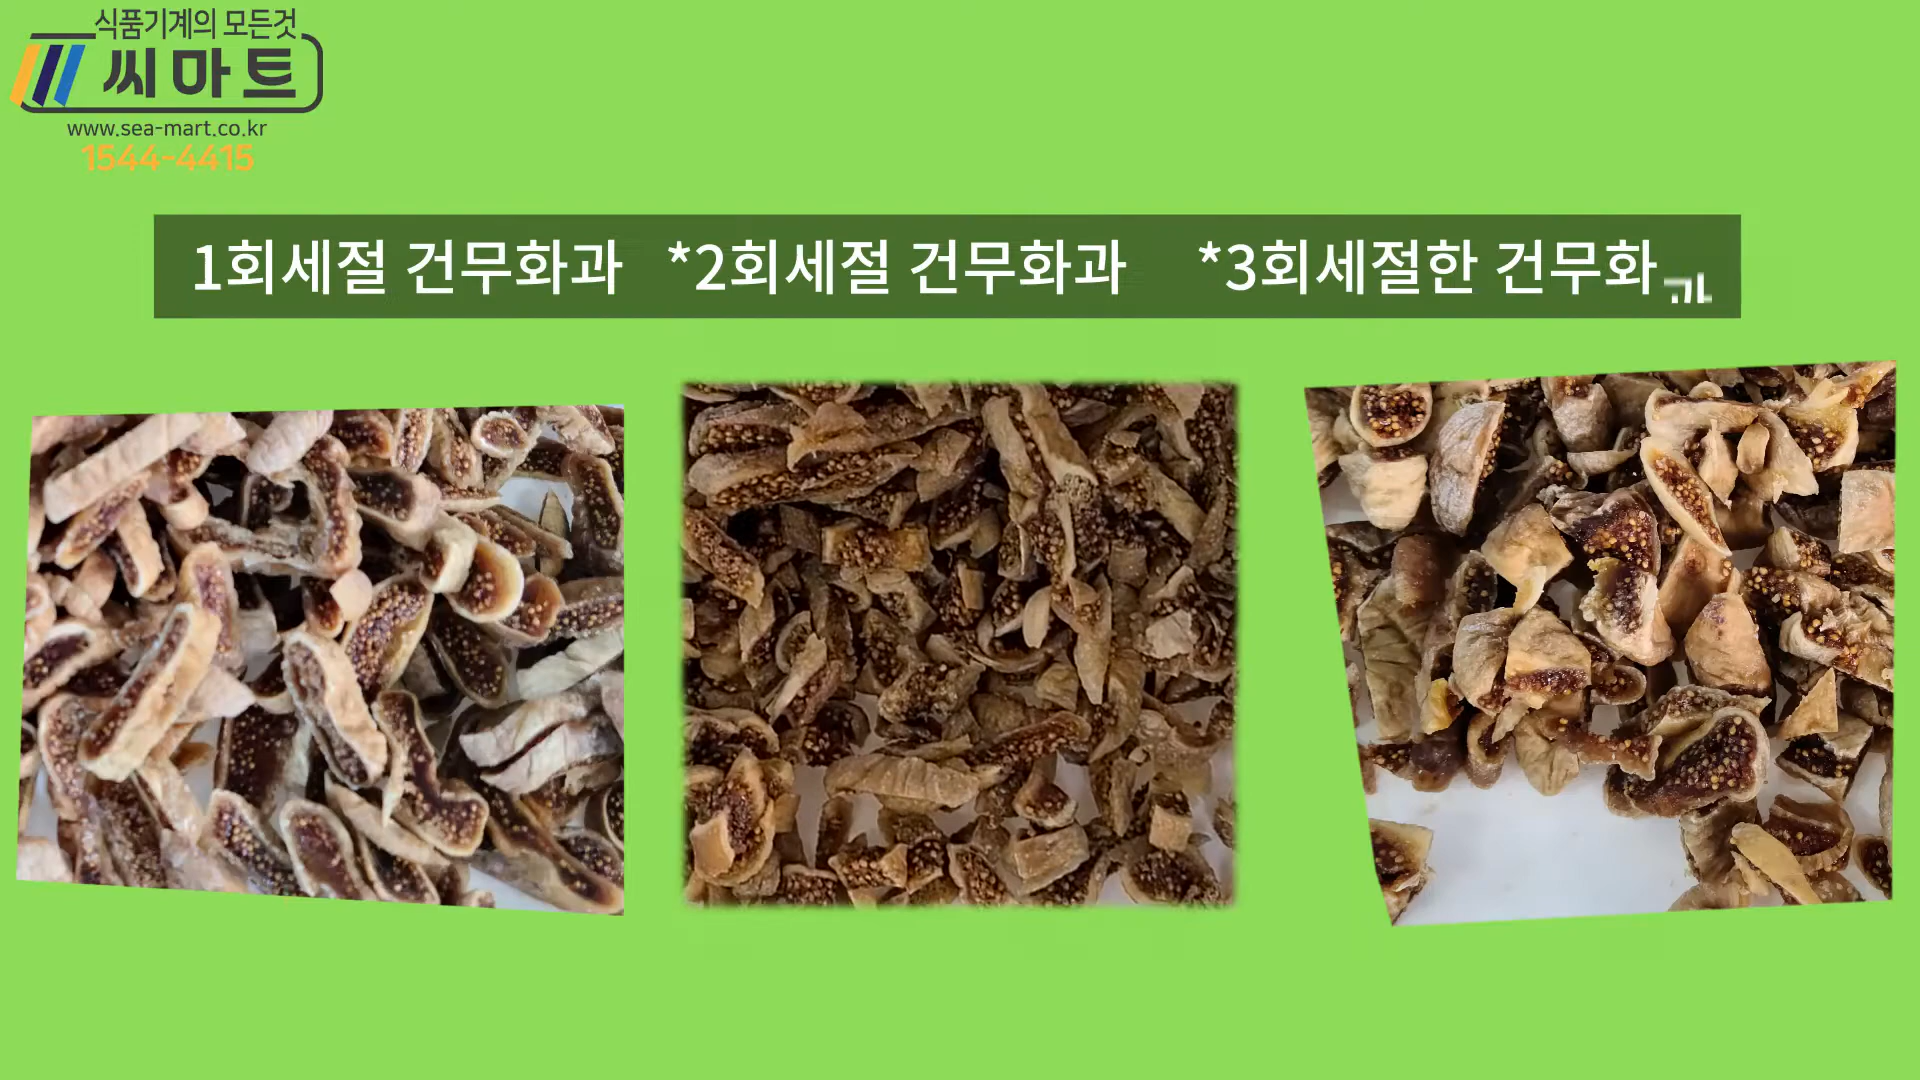 식품기계의 모든것
씨마트
www.sea-mart.co.kr
1544-4415
1회세절 건무화과 *2회세절 건무화과 *3회세절한 건무화